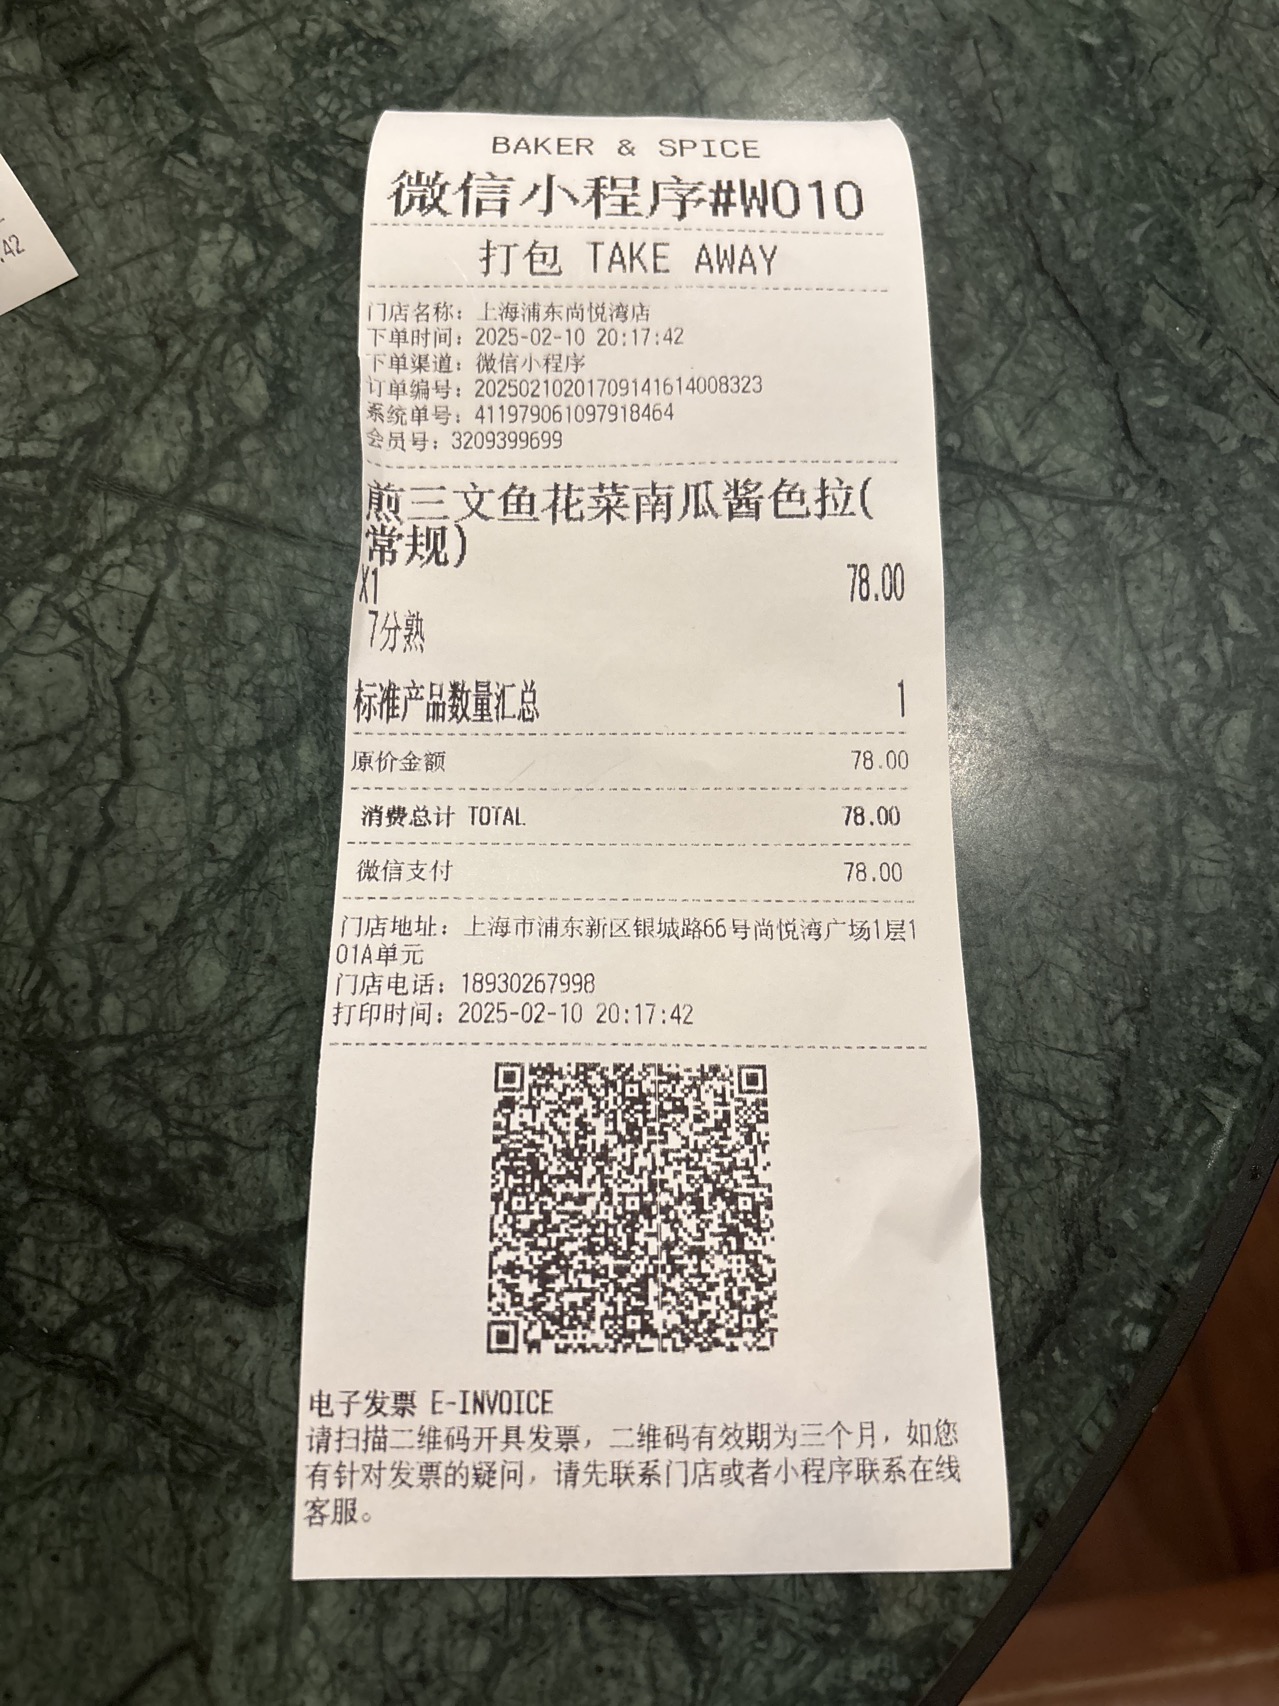 BAKER & SPICE
微信小程序#W010
打包 TAKE AWAY
门店名称：上海浦东尚悦湾店
下单时间：2025-02-10 20:17:42
下单渠道：微信小程序
订单编号：20250210201709141614008323
系统单号：411979061097918464
会员号：3209399699
煎三文鱼花菜南瓜酱色拉(
常规)
X1 78.00
7分熟
标准产品数量汇总 1
原价金额 78.00
消费总计 TOTAL 78.00
微信支付 78.00
门店地址：上海市浦东新区银城路66号尚悦湾广场1层1
01A单元
门店电话：18930267998
打印时间：2025-02-10 20:17:42
电子发票 E-INVOICE
请扫描二维码开具发票，二维码有效期为三个月，如您
有针对发票的疑问，请先联系门店或者小程序联系在线
客服。
.42